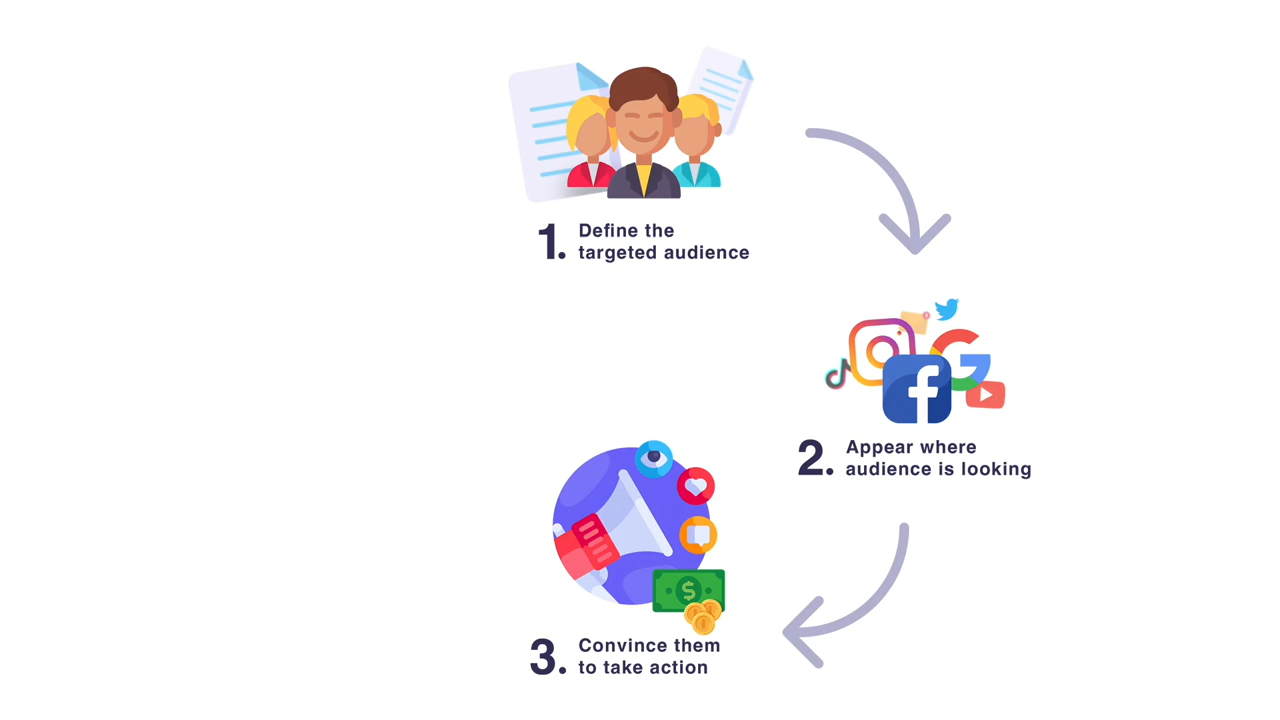 1. Define the
targeted audience
2. Appear where
audience is looking
3. Convince them
to take action